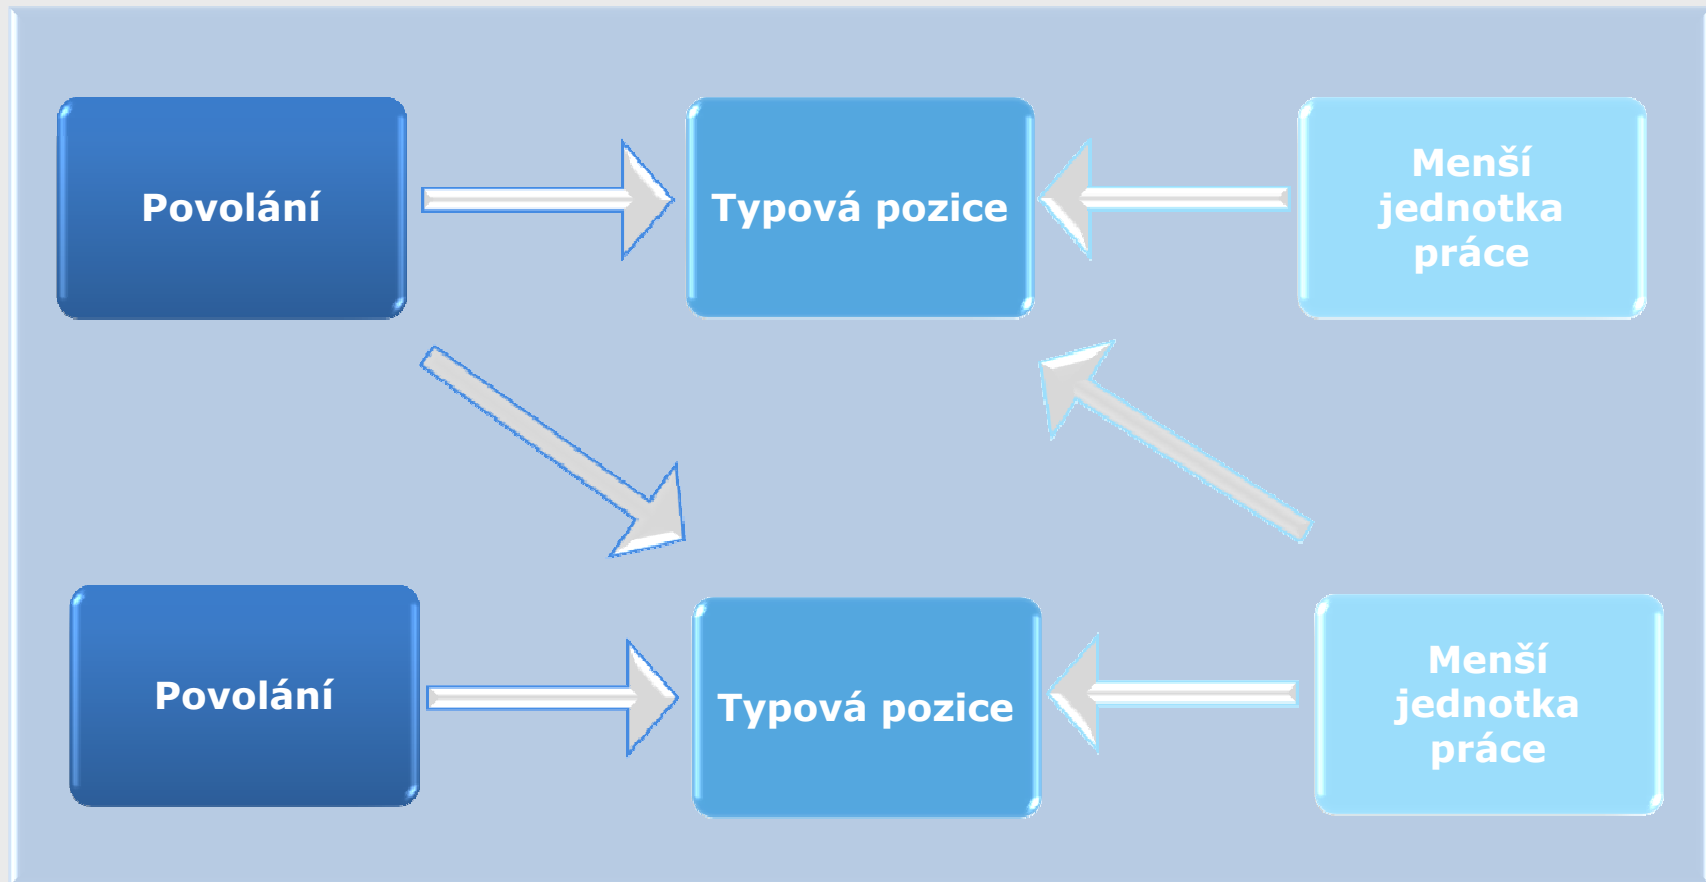 Povolání
Typová pozice
Menší
jednotka
práce
Povolání
Typová pozice
Menší
jednotka
práce